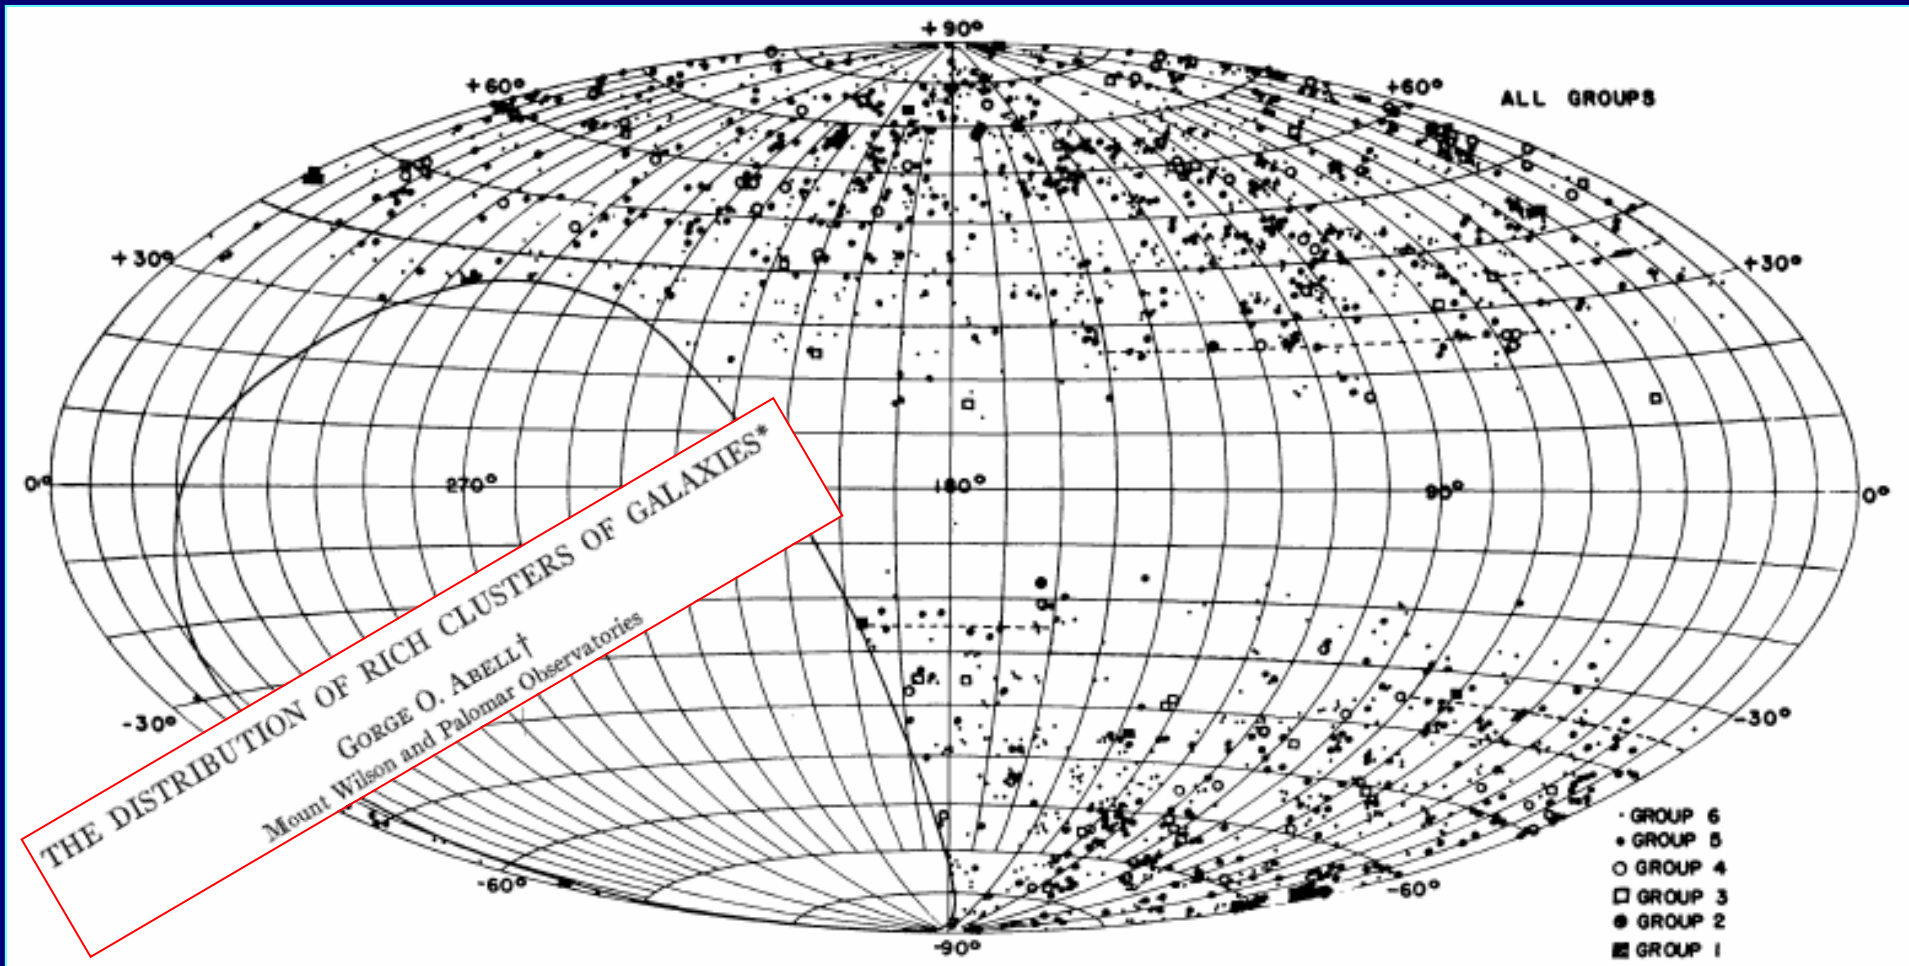 +90°
+60°
+60°
ALL GROUPS
+30°
+30°
0°
270°
180°
90°
0°
THE DISTRIBUTION OF RICH CLUSTERS OF GALAXIES*
GORGE O. ABELL†
Mount Wilson and Palomar Observatories
-30°
-30°
-60°
-60°
-90°
· GROUP 6
• GROUP 5
○ GROUP 4
□ GROUP 3
● GROUP 2
■ GROUP 1